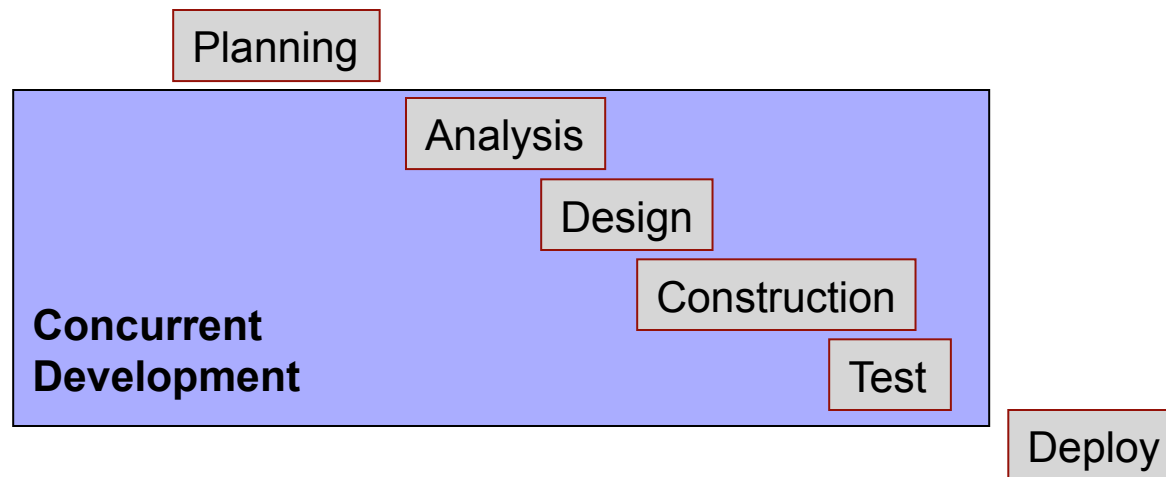 Planning
Analysis
Design
Construction
Concurrent
Development
Test
Deploy